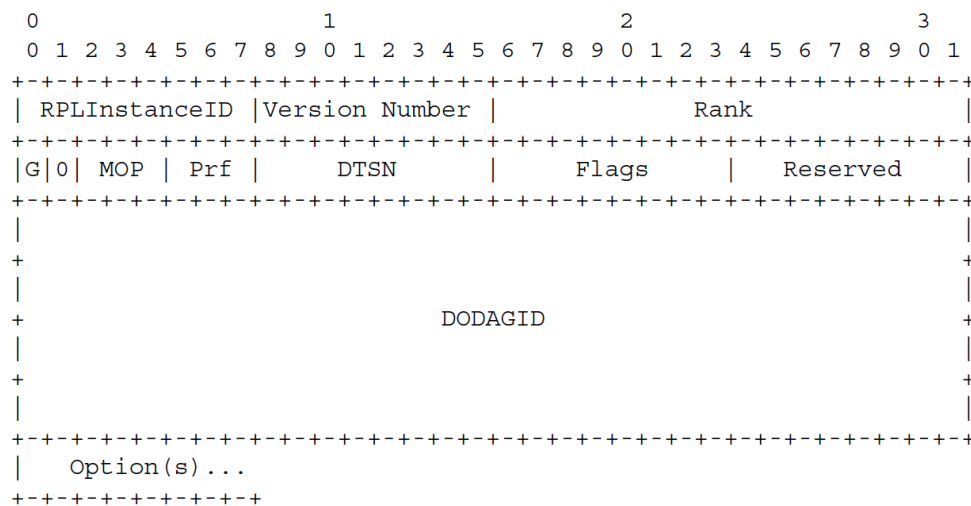 0                   1                   2                   3
0 1 2 3 4 5 6 7 8 9 0 1 2 3 4 5 6 7 8 9 0 1 2 3 4 5 6 7 8 9 0 1
+-+-+-+-+-+-+-+-+-+-+-+-+-+-+-+-+-+-+-+-+-+-+-+-+-+-+-+-+-+-+-+-+
| RPLInstanceID |Version Number |             Rank              |
+-+-+-+-+-+-+-+-+-+-+-+-+-+-+-+-+-+-+-+-+-+-+-+-+-+-+-+-+-+-+-+-+
|G|0| MOP | Prf |     DTSN      |     Flags     |   Reserved    |
+-+-+-+-+-+-+-+-+-+-+-+-+-+-+-+-+-+-+-+-+-+-+-+-+-+-+-+-+-+-+-+-+
|                                                               |
+                                                               +
|                                                               |
+                            DODAGID                            +
|                                                               |
+                                                               +
|                                                               |
+-+-+-+-+-+-+-+-+-+-+-+-+-+-+-+-+-+-+-+-+-+-+-+-+-+-+-+-+-+-+-+-+
|   Option(s)...
+-+-+-+-+-+-+-+-+